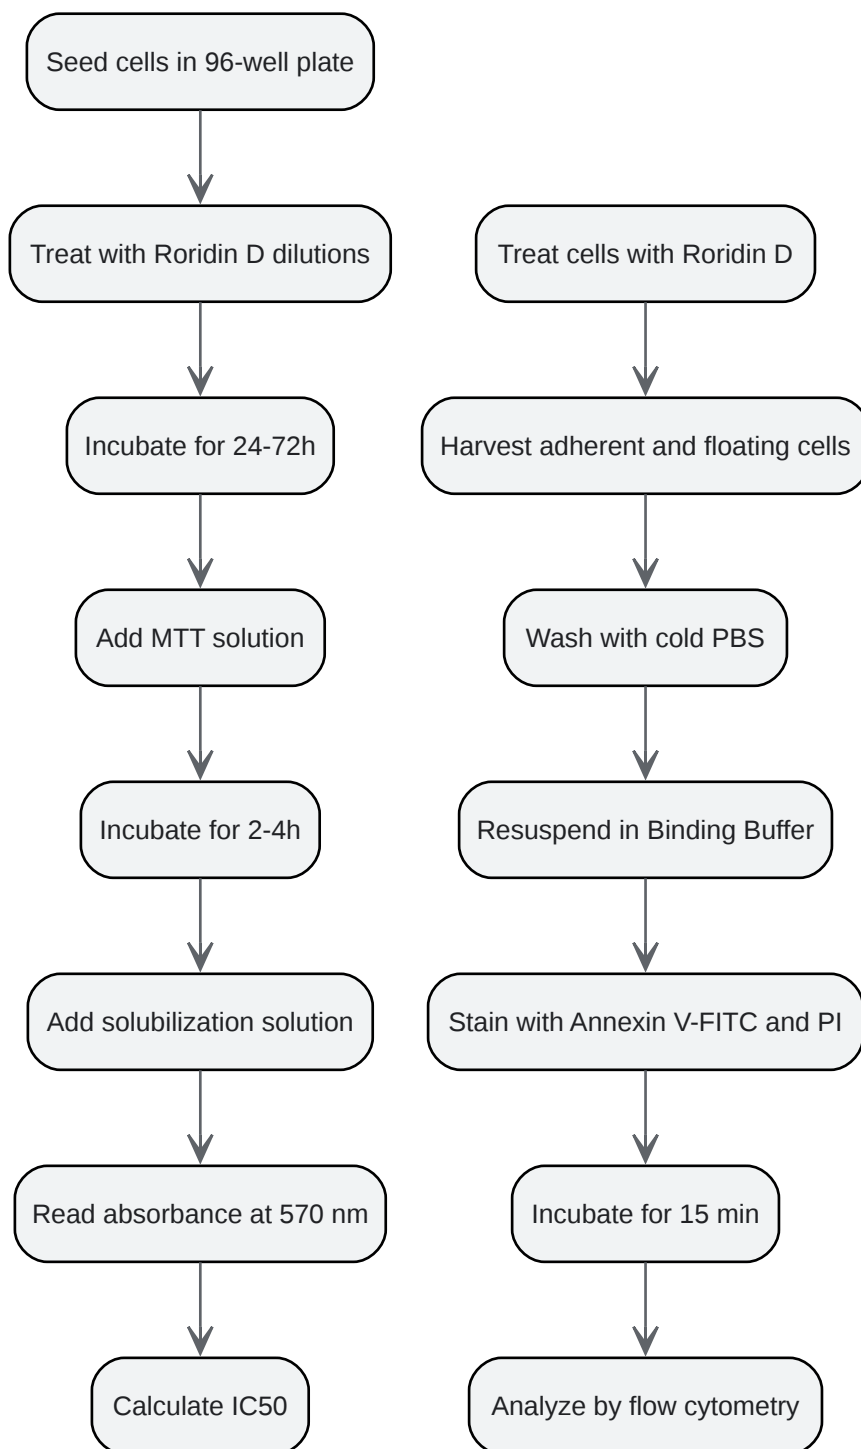 Seed cells in 96-well plate
Treat with Roridin D dilutions
Incubate for 24-72h
Add MTT solution
Incubate for 2-4h
Add solubilization solution
Read absorbance at 570 nm
Calculate IC50
Treat cells with Roridin D
Harvest adherent and floating cells
Wash with cold PBS
Resuspend in Binding Buffer
Stain with Annexin V-FITC and PI
Incubate for 15 min
Analyze by flow cytometry